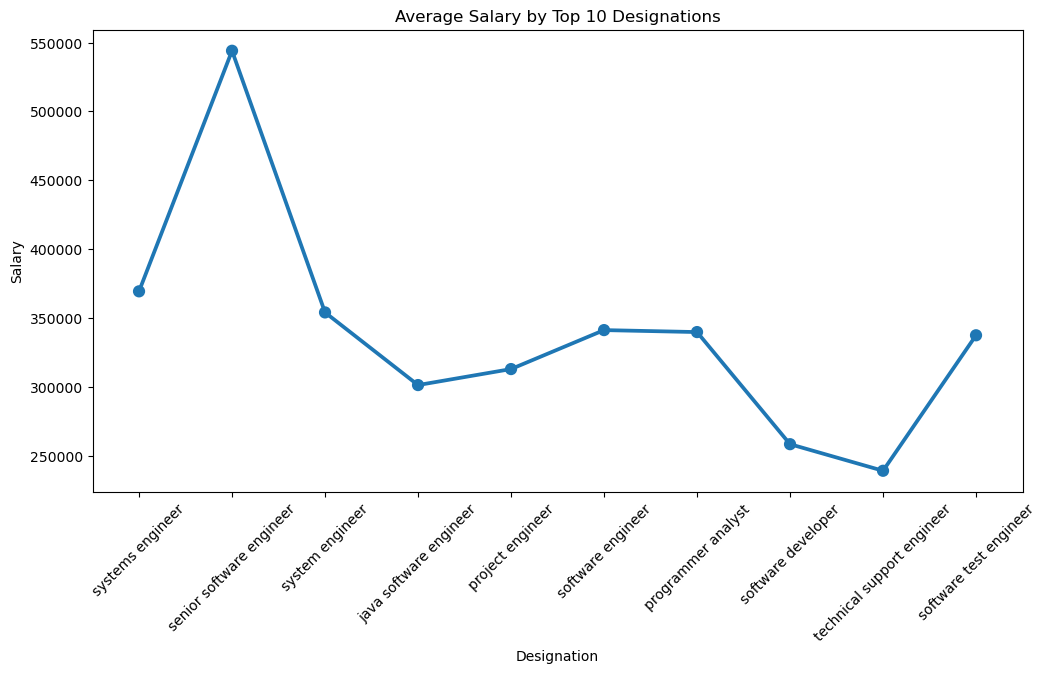 Average Salary by Top 10 Designations
Salary
550000
500000
450000
400000
350000
300000
250000
systems engineer
senior software engineer
system engineer
java software engineer
project engineer
software engineer
programmer analyst
software developer
technical support engineer
software test engineer
Designation